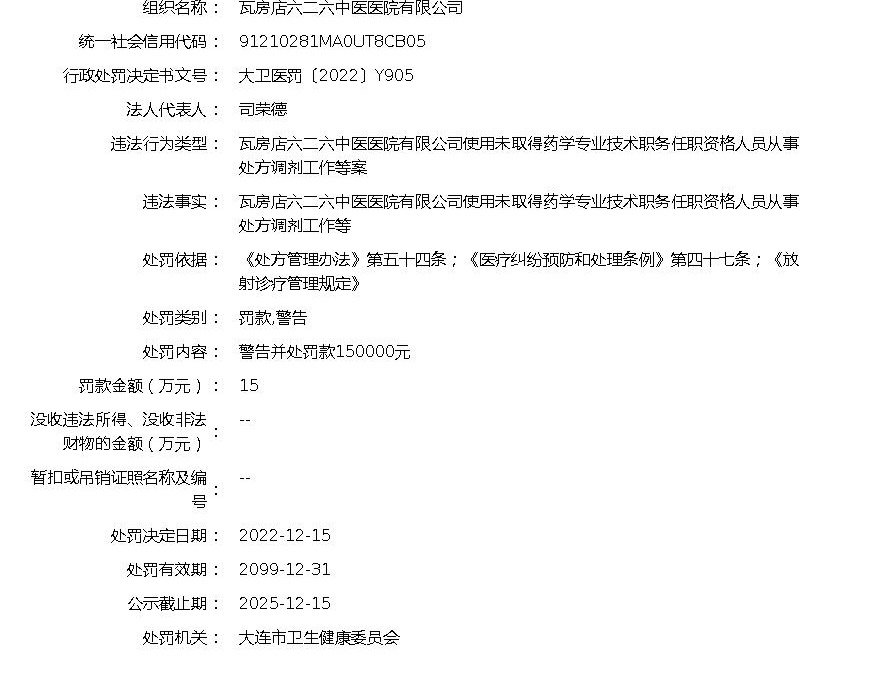 组织名称： 瓦房店六二六中医医院有限公司
统一社会信用代码： 91210281MA0UT8CB05
行政处罚决定书文号： 大卫医罚〔2022〕Y905
法人代表人： 司荣德
违法行为类型： 瓦房店六二六中医医院有限公司使用未取得药学专业技术职务任职资格人员从事
处方调剂工作等案
违法事实： 瓦房店六二六中医医院有限公司使用未取得药学专业技术职务任职资格人员从事
处方调剂工作等
处罚依据： 《处方管理办法》第五十四条；《医疗纠纷预防和处理条例》第四十七条；《放
射诊疗管理规定》
处罚类别： 罚款,警告
处罚内容： 警告并处罚款150000元
罚款金额（万元）： 15
没收违法所得、没收非法
财物的金额（万元）： --
暂扣或吊销证照名称及编
号： --
处罚决定日期： 2022-12-15
处罚有效期： 2099-12-31
公示截止期： 2025-12-15
处罚机关： 大连市卫生健康委员会